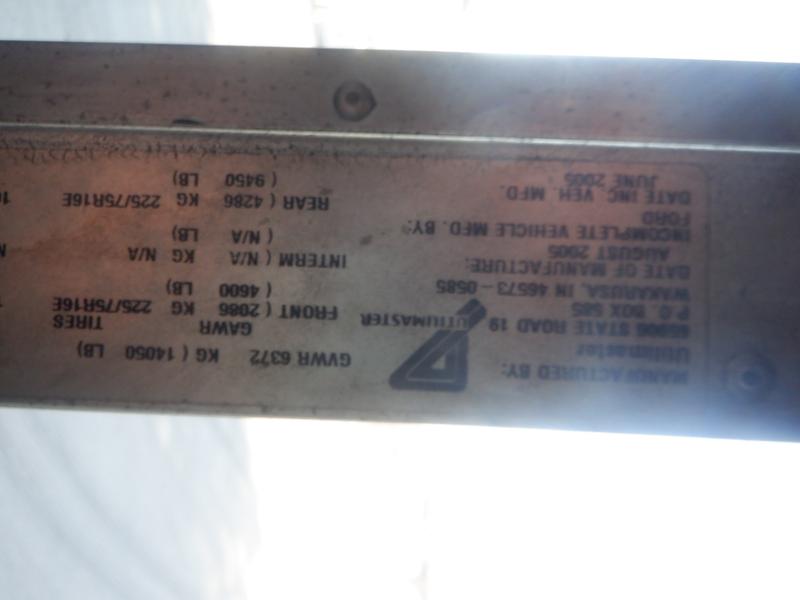 MANUFACTURED BY:
Utilimaster
65906 STATE ROAD 19
P.O. BOX 585
WAKARUSA, IN 46573-0585
DATE OF MANUFACTURE:
AUGUST 2005
INCOMPLETE VEHICLE MFD. BY:
FORD
DATE INC. VEH. MFD.
JUNE 2005
UTILIMASTER
GVWR 6372 KG ( 14050 LB)
GAWR TIRES
FRONT ( 2086 KG 225/75R16E
( 4600 LB)
INTERM ( N/A KG N/A
( N/A LB)
REAR ( 4286 KG 225/75R16E
( 9450 LB)